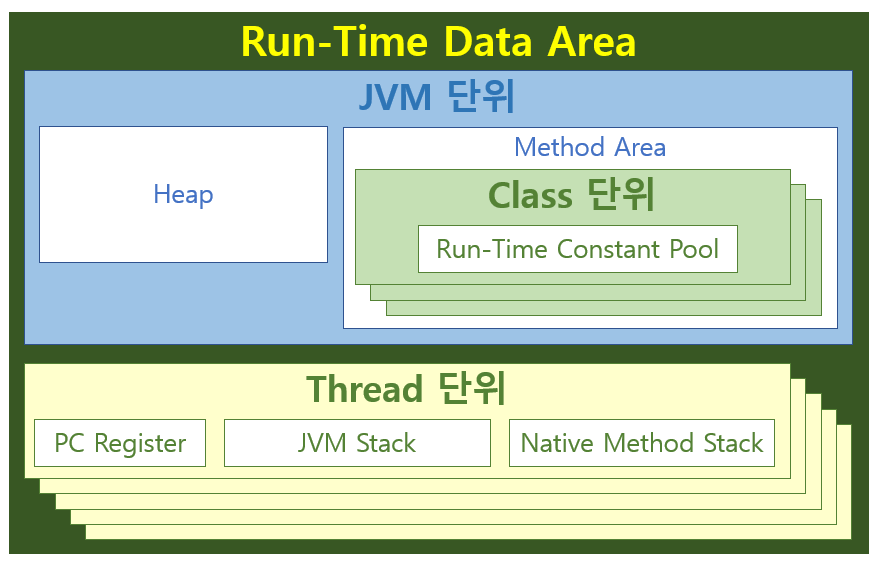 Run-Time Data Area
JVM 단위
Heap
Method Area
Class 단위
Run-Time Constant Pool
Thread 단위
PC Register
JVM Stack
Native Method Stack